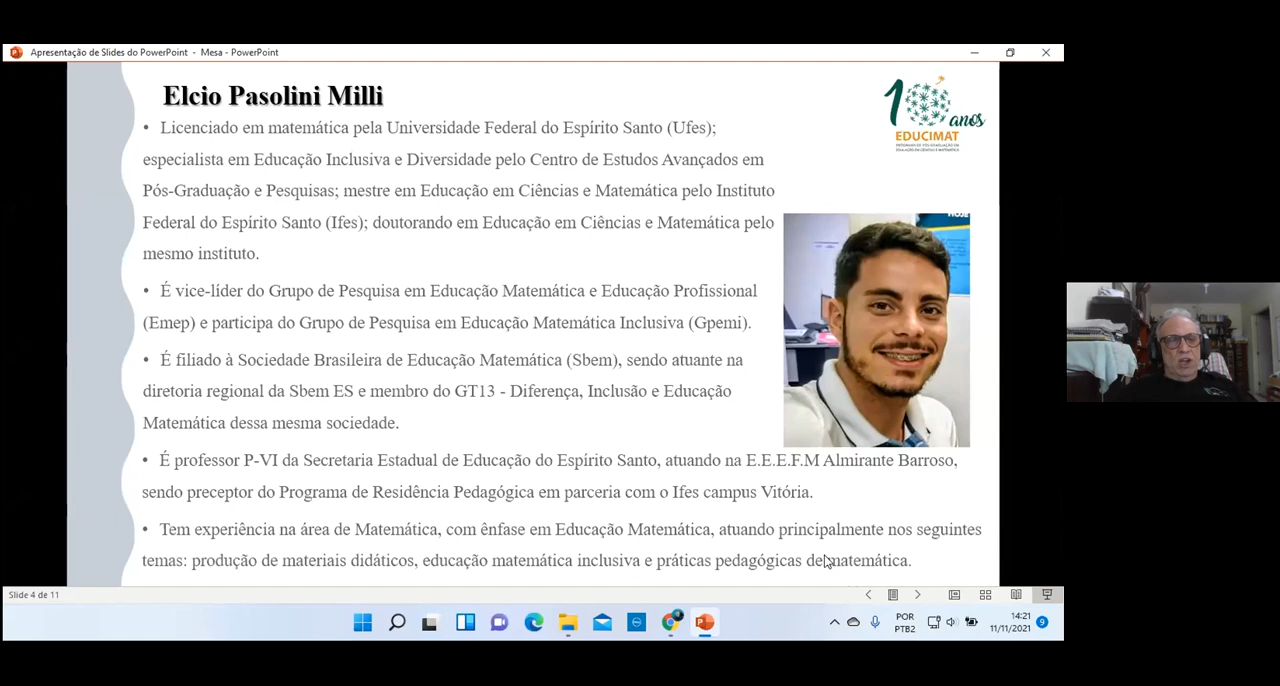 Apresentação de Slides do PowerPoint - Mesa - PowerPoint
Elcio Pasolini Milli
10 anos
EDUCIMAT
• Licenciado em matemática pela Universidade Federal do Espírito Santo (Ufes);
especialista em Educação Inclusiva e Diversidade pelo Centro de Estudos Avançados em
Pós-Graduação e Pesquisas; mestre em Educação em Ciências e Matemática pelo Instituto
Federal do Espírito Santo (Ifes); doutorando em Educação em Ciências e Matemática pelo
mesmo instituto.
HOJE
• É vice-líder do Grupo de Pesquisa em Educação Matemática e Educação Profissional
(Emep) e participa do Grupo de Pesquisa em Educação Matemática Inclusiva (Gpemi).
• É filiado à Sociedade Brasileira de Educação Matemática (Sbem), sendo atuante na
diretoria regional da Sbem ES e membro do GT13 - Diferença, Inclusão e Educação
Matemática dessa mesma sociedade.
• É professor P-VI da Secretaria Estadual de Educação do Espírito Santo, atuando na E.E.E.F.M Almirante Barroso,
sendo preceptor do Programa de Residência Pedagógica em parceria com o Ifes campus Vitória.
• Tem experiência na área de Matemática, com ênfase em Educação Matemática, atuando principalmente nos seguintes
temas: produção de materiais didáticos, educação matemática inclusiva e práticas pedagógicas de matemática.
Slide 4 de 11
POR
PTB2
14:21
11/11/2021
9